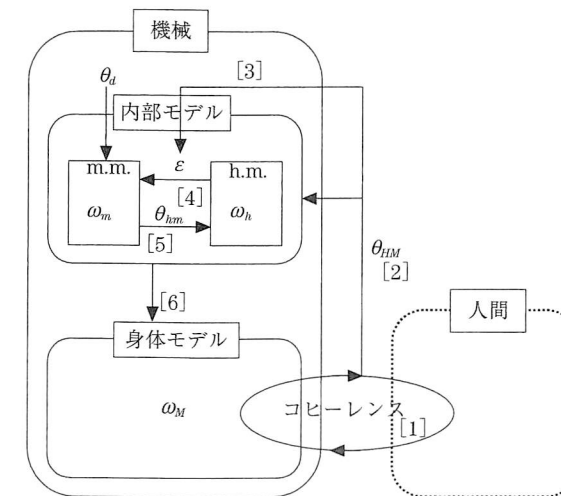 機械
[3]
θd
内部モデル
m.m.
ε
h.m.
[4]
ωm
θhm
ωh
[5]
θHM
[2]
[6]
人間
身体モデル
ωM
コヒーレンス
[1]